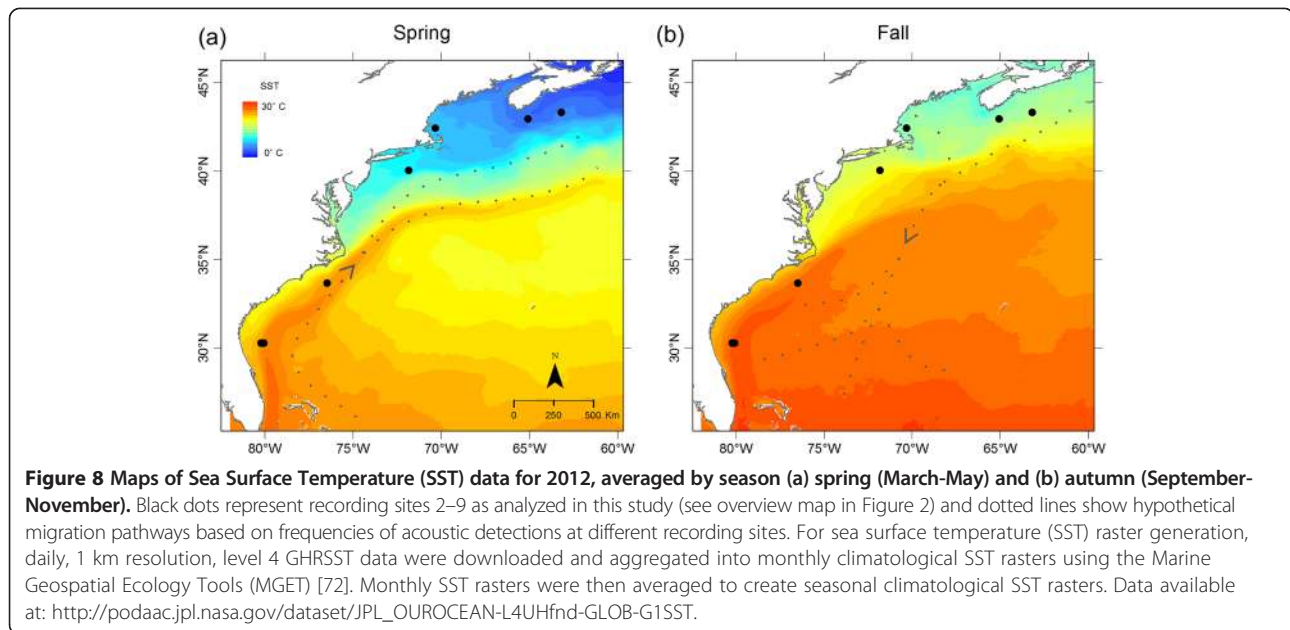 (a) Spring
(b) Fall
SST
30° C
0° C
45°N
40°N
35°N
30°N
N
0 250 500 Km
80°W 75°W 70°W 65°W 60°W
45°N
40°N
35°N
30°N
80°W 75°W 70°W 65°W 60°W
Figure 8 Maps of Sea Surface Temperature (SST) data for 2012, averaged by season (a) spring (March-May) and (b) autumn (September-
November). Black dots represent recording sites 2–9 as analyzed in this study (see overview map in Figure 2) and dotted lines show hypothetical
migration pathways based on frequencies of acoustic detections at different recording sites. For sea surface temperature (SST) raster generation,
daily, 1 km resolution, level 4 GHRSST data were downloaded and aggregated into monthly climatological SST rasters using the Marine
Geospatial Ecology Tools (MGET) [72]. Monthly SST rasters were then averaged to create seasonal climatological SST rasters. Data available
at: http://podaac.jpl.nasa.gov/dataset/JPL_OUROCEAN-L4UHfnd-GLOB-G1SST.